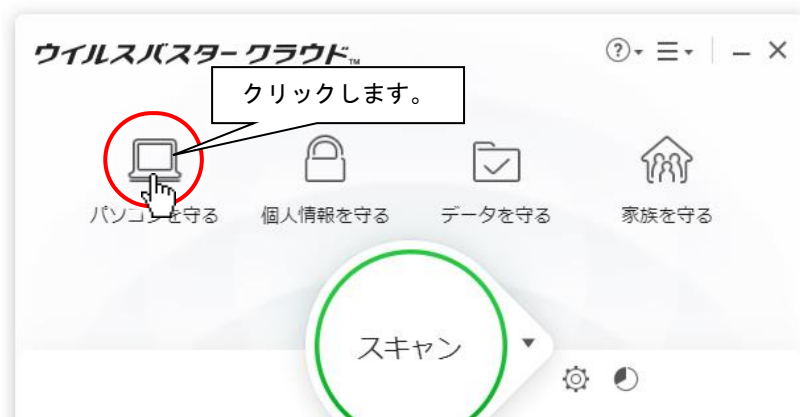 ウイルスバスター クラウド™
クリックします。
パソコンを守る
個人情報を守る
データを守る
家族を守る
スキャン